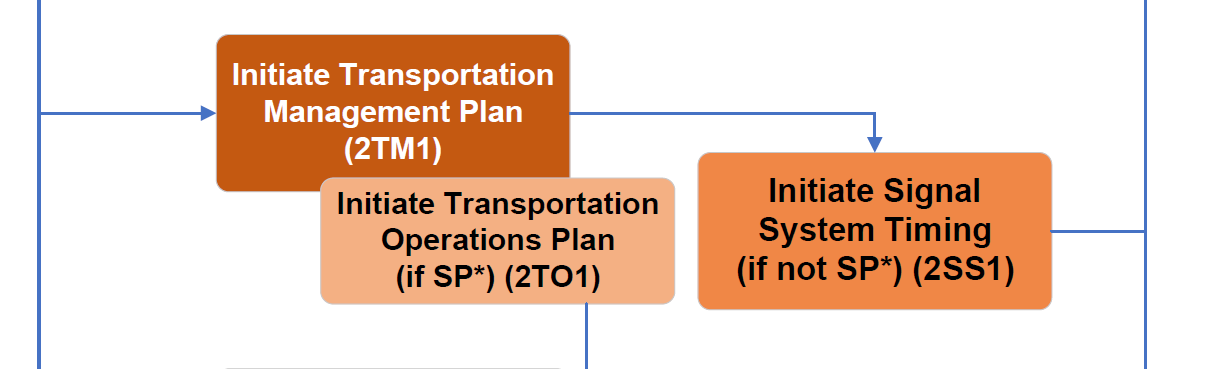 Initiate Transportation
Management Plan
(2TM1)
Initiate Transportation
Operations Plan
(if SP*) (2TO1)
Initiate Signal
System Timing
(if not SP*) (2SS1)